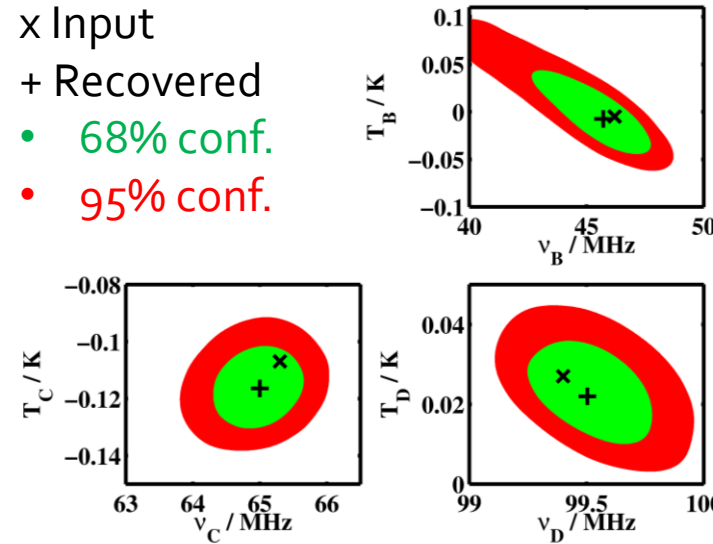 x Input
+ Recovered
• 68% conf.
• 95% conf.
T_B / K
0.1
0.05
0
−0.05
−0.1
40
45
50
ν_B / MHz
T_C / K
−0.08
−0.1
−0.12
−0.14
63
64
65
66
ν_C / MHz
T_D / K
0.04
0.02
0
99
99.5
100
ν_D / MHz